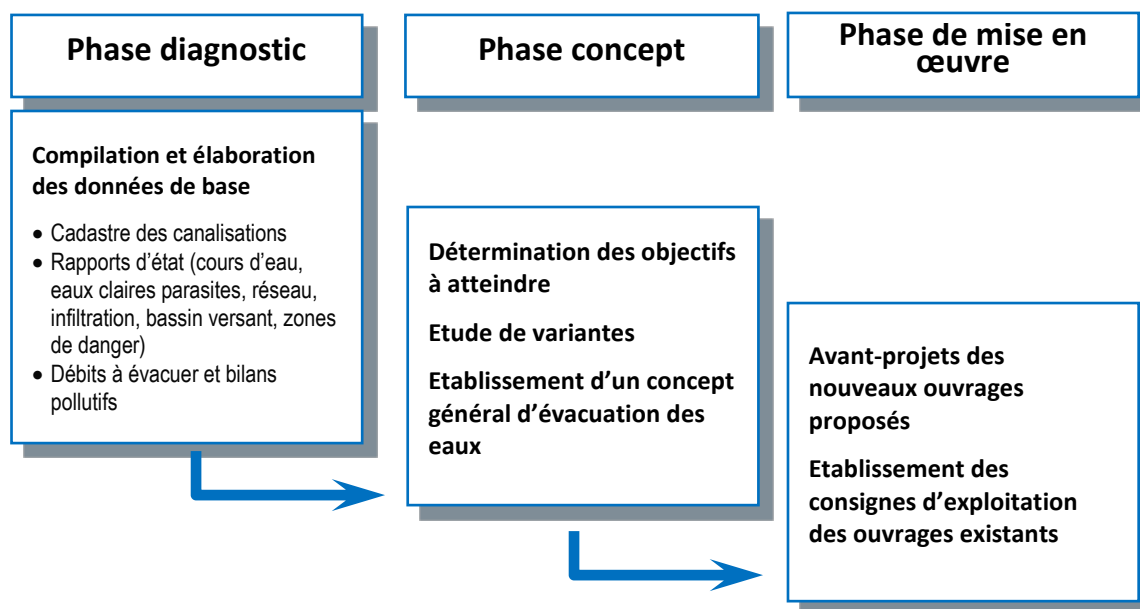 Phase diagnostic
Compilation et élaboration
des données de base
• Cadastre des canalisations
• Rapports d'état (cours d'eau,
eaux claires parasites, réseau,
infiltration, bassin versant, zones
de danger)
• Débits à évacuer et bilans
pollutifs
Phase concept
Détermination des objectifs
à atteindre
Etude de variantes
Etablissement d'un concept
général d'évacuation des
eaux
Phase de mise en
œuvre
Avant-projets des
nouveaux ouvrages
proposés
Etablissement des
consignes d'exploitation
des ouvrages existants